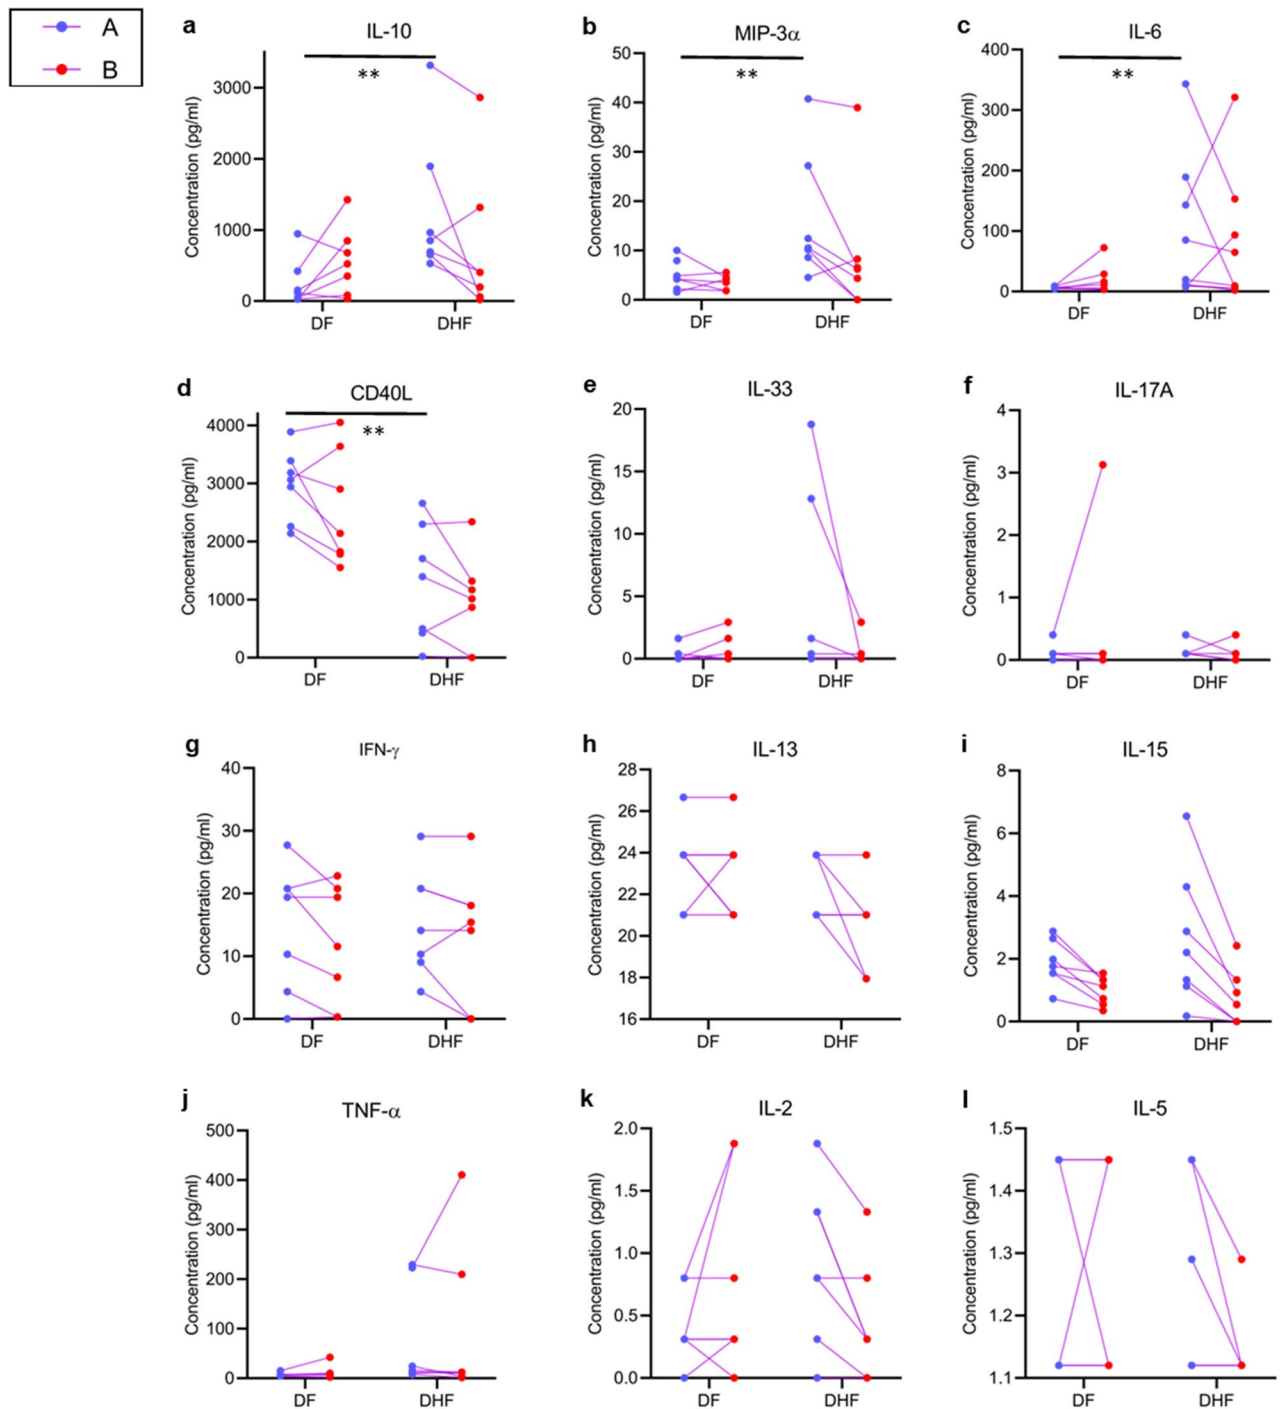 A
B
a
IL-10
**
Concentration (pg/ml)
3000
2000
1000
0
DF
DHF
b
MIP-3α
**
Concentration (pg/ml)
50
40
30
20
10
0
DF
DHF
c
IL-6
**
Concentration (pg/ml)
400
300
200
100
0
DF
DHF
d
CD40L
**
Concentration (pg/ml)
4000
3000
2000
1000
0
DF
DHF
e
IL-33
Concentration (pg/ml)
20
15
10
5
0
DF
DHF
f
IL-17A
Concentration (pg/ml)
4
3
2
1
0
DF
DHF
g
IFN-γ
Concentration (pg/ml)
40
30
20
10
0
DF
DHF
h
IL-13
Concentration (pg/ml)
28
26
24
22
20
18
16
DF
DHF
i
IL-15
Concentration (pg/ml)
8
6
4
2
0
DF
DHF
j
TNF-α
Concentration (pg/ml)
500
400
300
200
100
0
DF
DHF
k
IL-2
Concentration (pg/ml)
2.0
1.5
1.0
0.5
0.0
DF
DHF
l
IL-5
Concentration (pg/ml)
1.5
1.4
1.3
1.2
1.1
DF
DHF